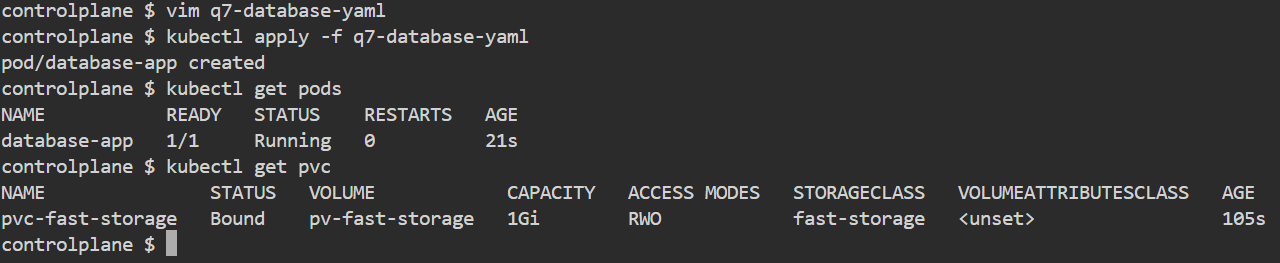 controlplane $ vim q7-database-yaml
controlplane $ kubectl apply -f q7-database-yaml
pod/database-app created
controlplane $ kubectl get pods
NAME           READY   STATUS    RESTARTS   AGE
database-app   1/1     Running   0          21s
controlplane $ kubectl get pvc
NAME               STATUS   VOLUME            CAPACITY   ACCESS MODES   STORAGECLASS   VOLUMEATTRIBUTESCLASS   AGE
pvc-fast-storage   Bound    pv-fast-storage   1Gi        RWO            fast-storage   <unset>                 105s
controlplane $